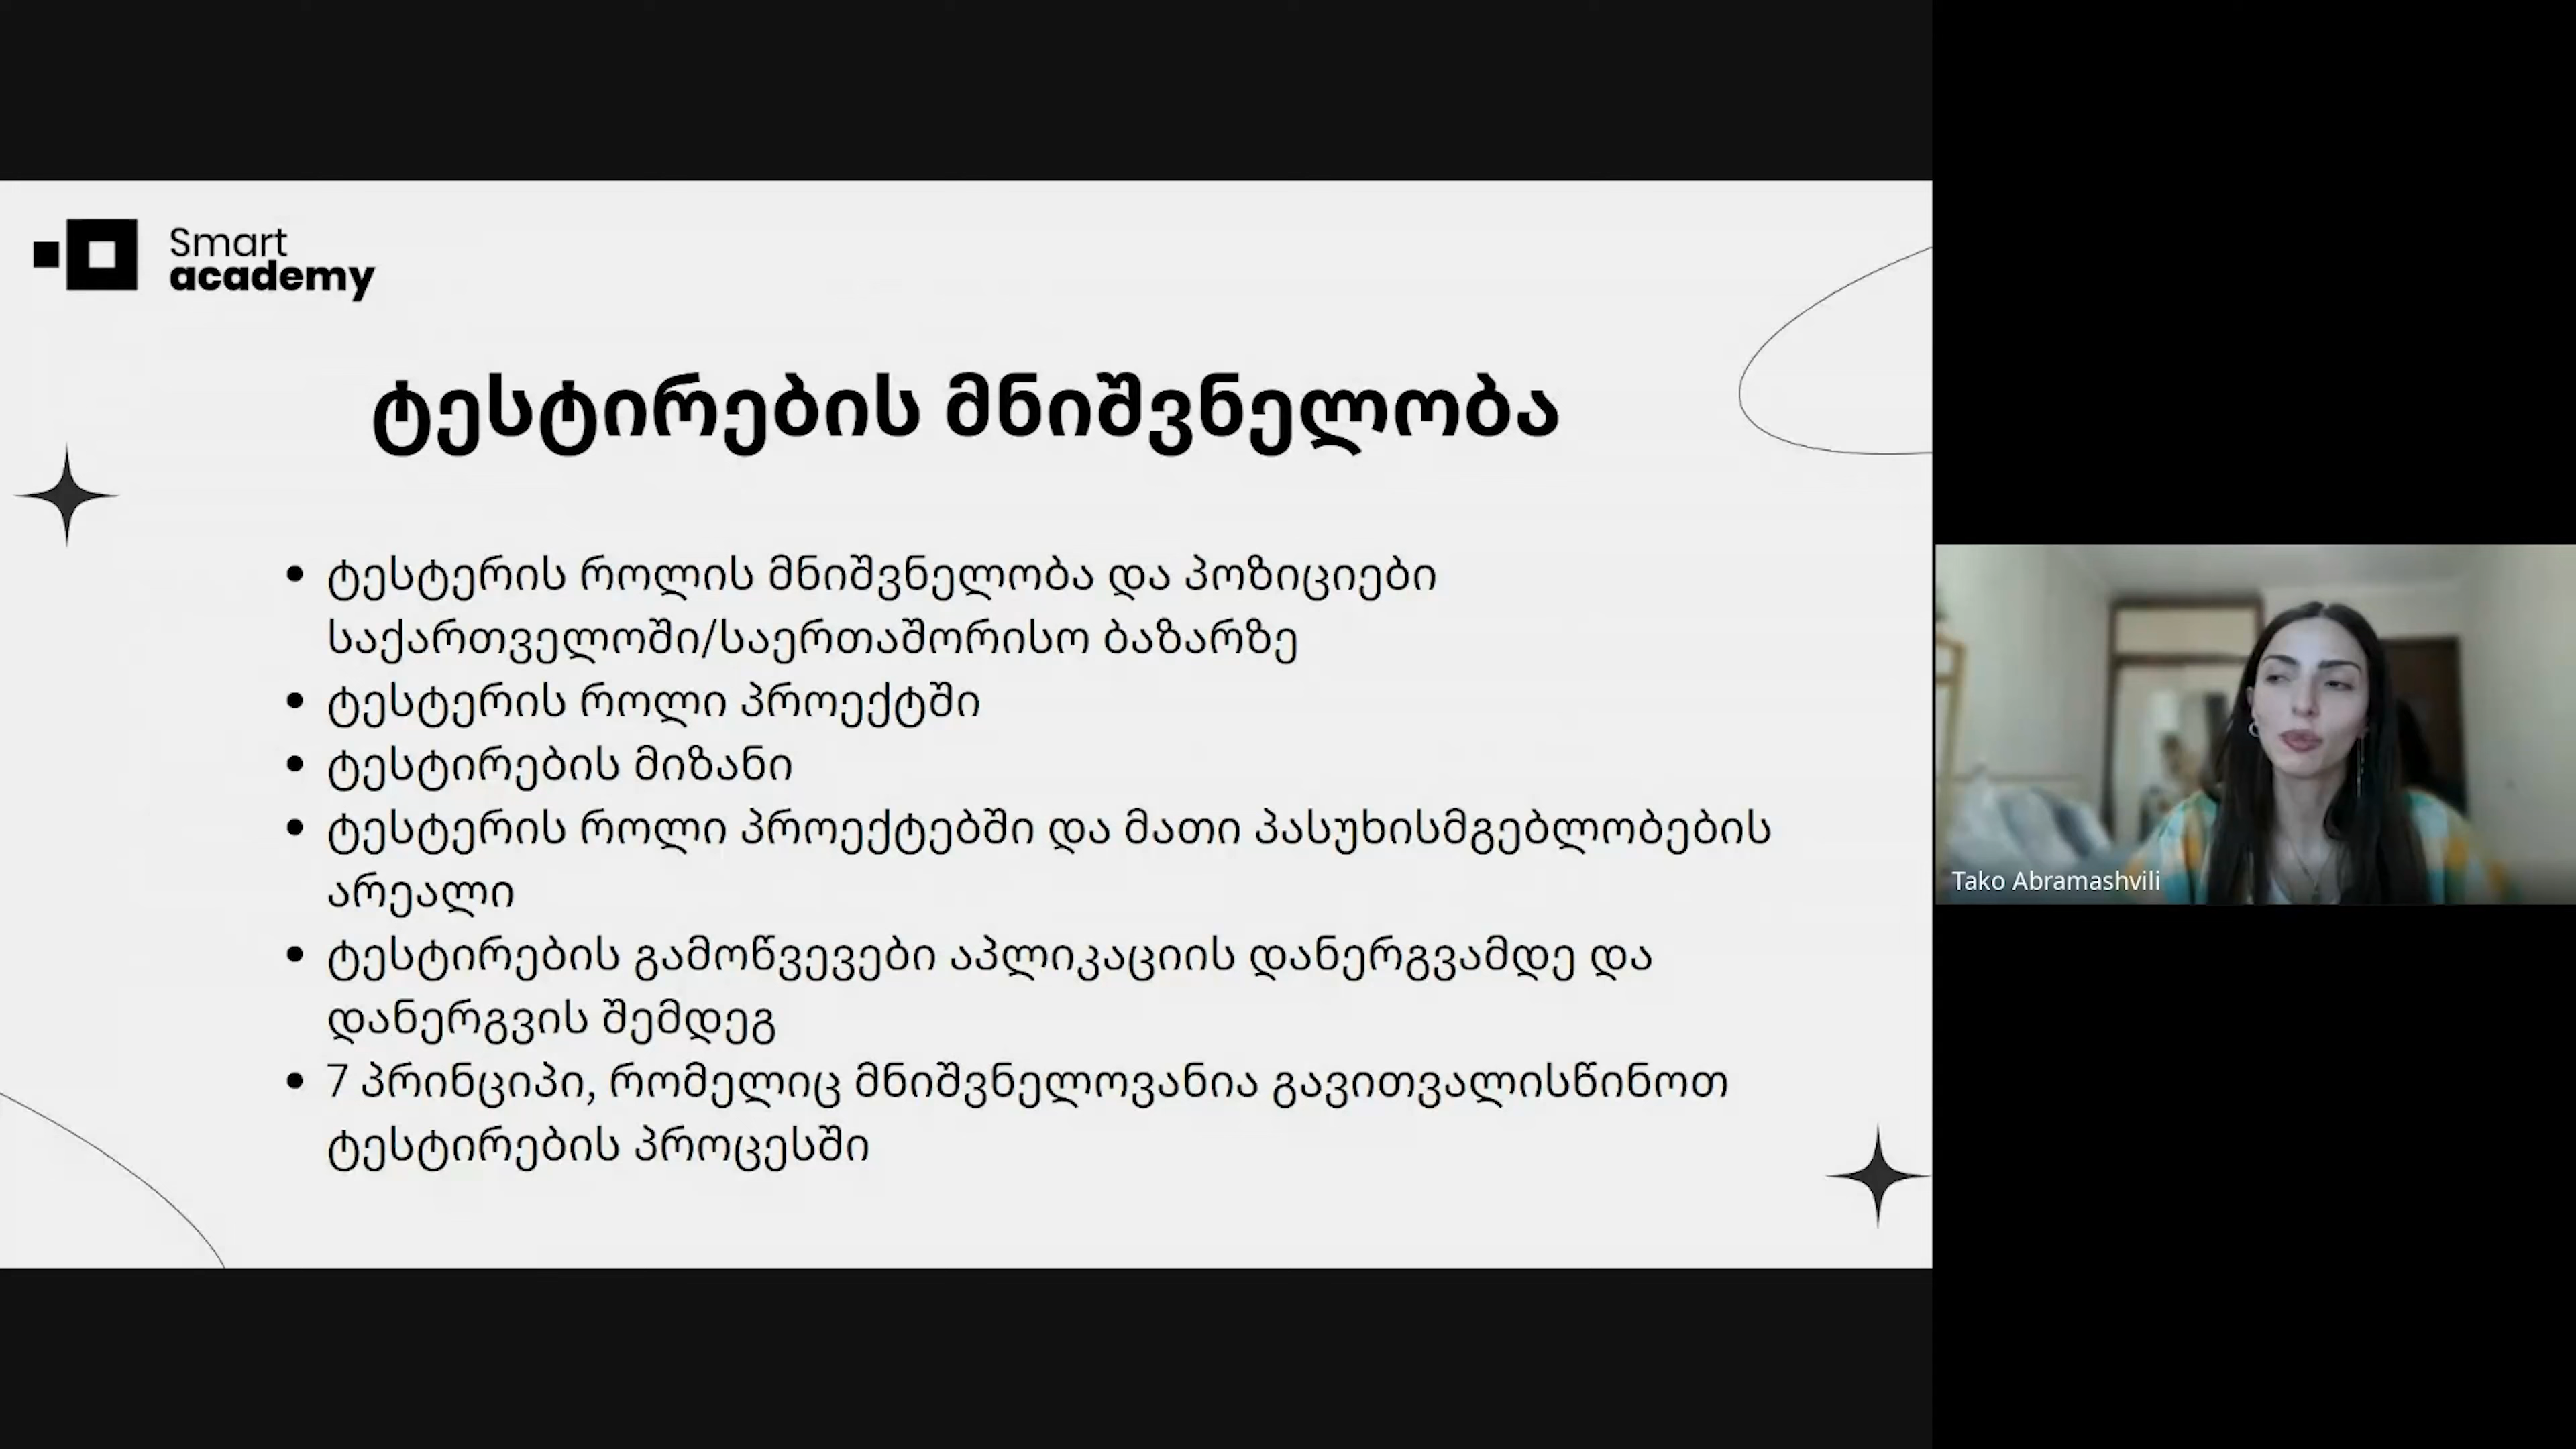 Smart
academy
ტესტირების მნიშვნელობა
• ტესტერის როლის მნიშვნელობა და პოზიციები
საქართველოში/საერთაშორისო ბაზარზე
• ტესტერის როლი პროექტში
• ტესტირების მიზანი
• ტესტერის როლი პროექტებში და მათი პასუხისმგებლობების
არეალი
• ტესტირების გამოწვევები აპლიკაციის დანერგვამდე და
დანერგვის შემდეგ
• 7 პრინციპი, რომელიც მნიშვნელოვანია გავითვალისწინოთ
ტესტირების პროცესში
Tako Abramashvili